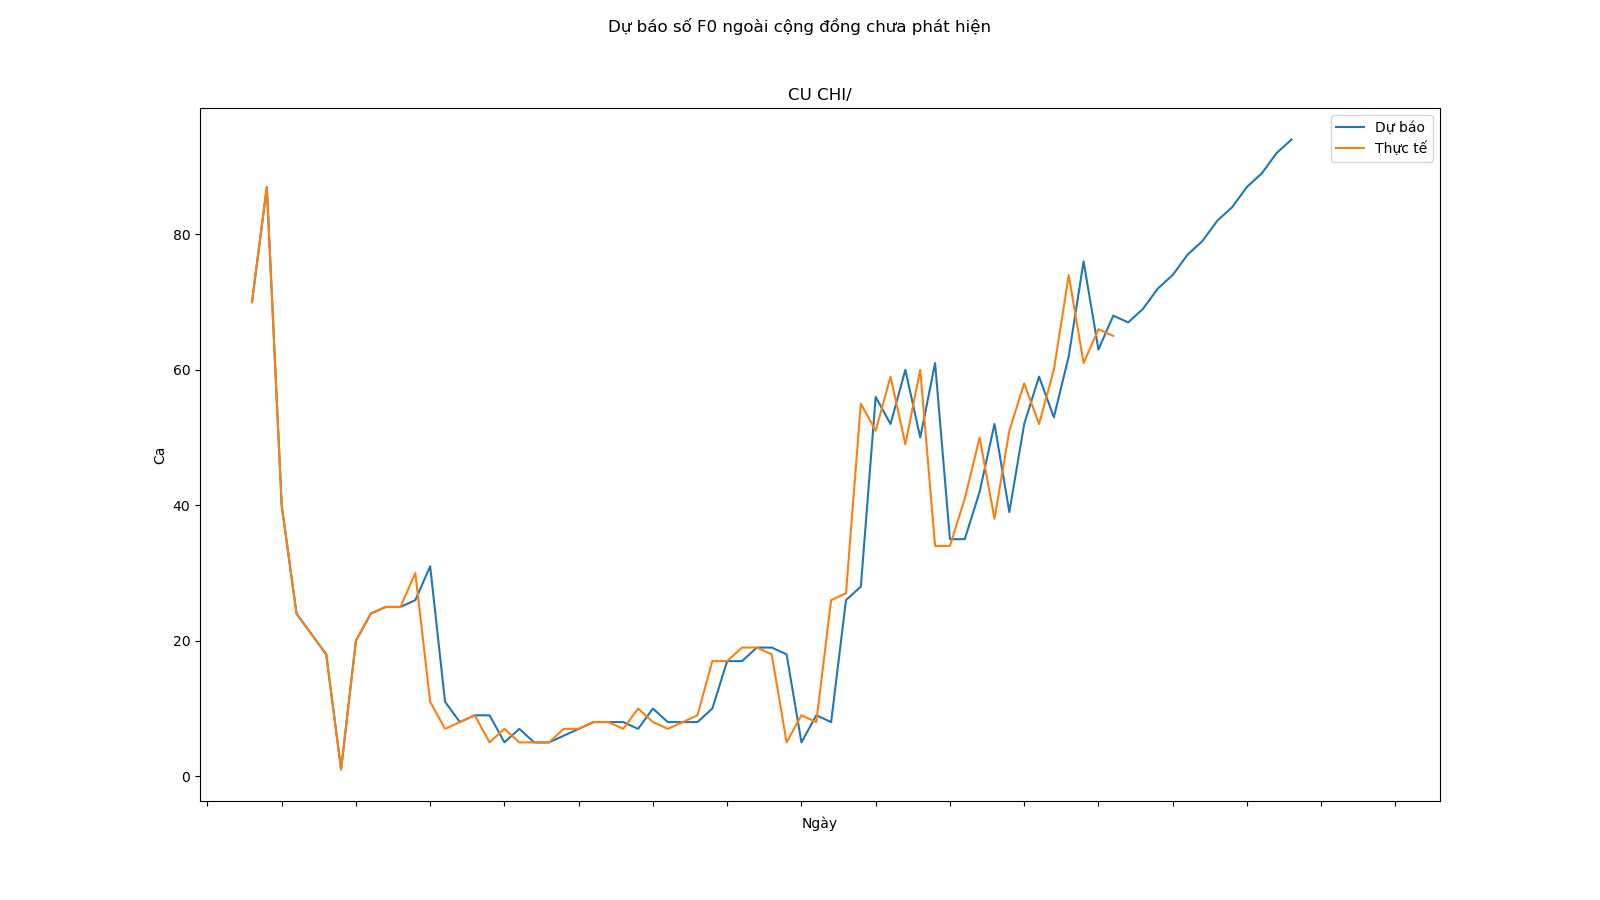 Dự báo số F0 ngoài cộng đồng chưa phát hiện
CU CHI/
Dự báo
Thực tế
80
60
40
20
0
Ca
Ngày